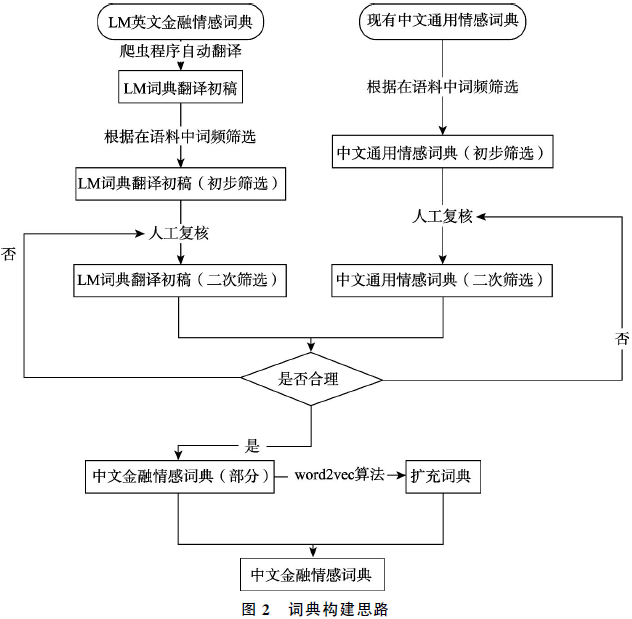 LM英文金融情感词典
现有中文通用情感词典
爬虫程序自动翻译
LM词典翻译初稿
根据在语料中词频筛选
根据在语料中词频筛选
中文通用情感词典（初步筛选）
LM词典翻译初稿（初步筛选）
人工复核
人工复核
否
LM词典翻译初稿（二次筛选）
中文通用情感词典（二次筛选）
否
是否合理
是
中文金融情感词典（部分）
word2vec算法
扩充词典
中文金融情感词典
图 2 词典构建思路